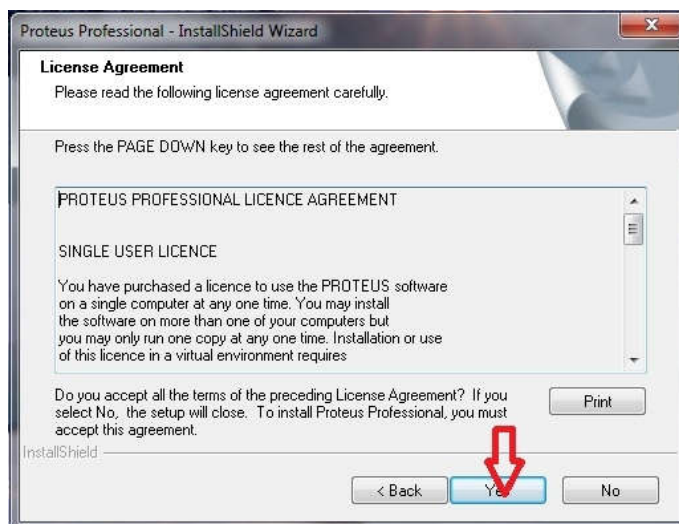 Proteus Professional - InstallShield Wizard
License Agreement
Please read the following license agreement carefully.
Press the PAGE DOWN key to see the rest of the agreement.
PROTEUS PROFESSIONAL LICENCE AGREEMENT
SINGLE USER LICENCE
You have purchased a licence to use the PROTEUS software
on a single computer at any one time. You may install
the software on more than one of your computers but
you may only run one copy at any one time. Installation or use
of this licence in a virtual environment requires
Do you accept all the terms of the preceding License Agreement? If you
select No, the setup will close. To install Proteus Professional, you must
accept this agreement.
Print
InstallShield
< Back
Yes
No